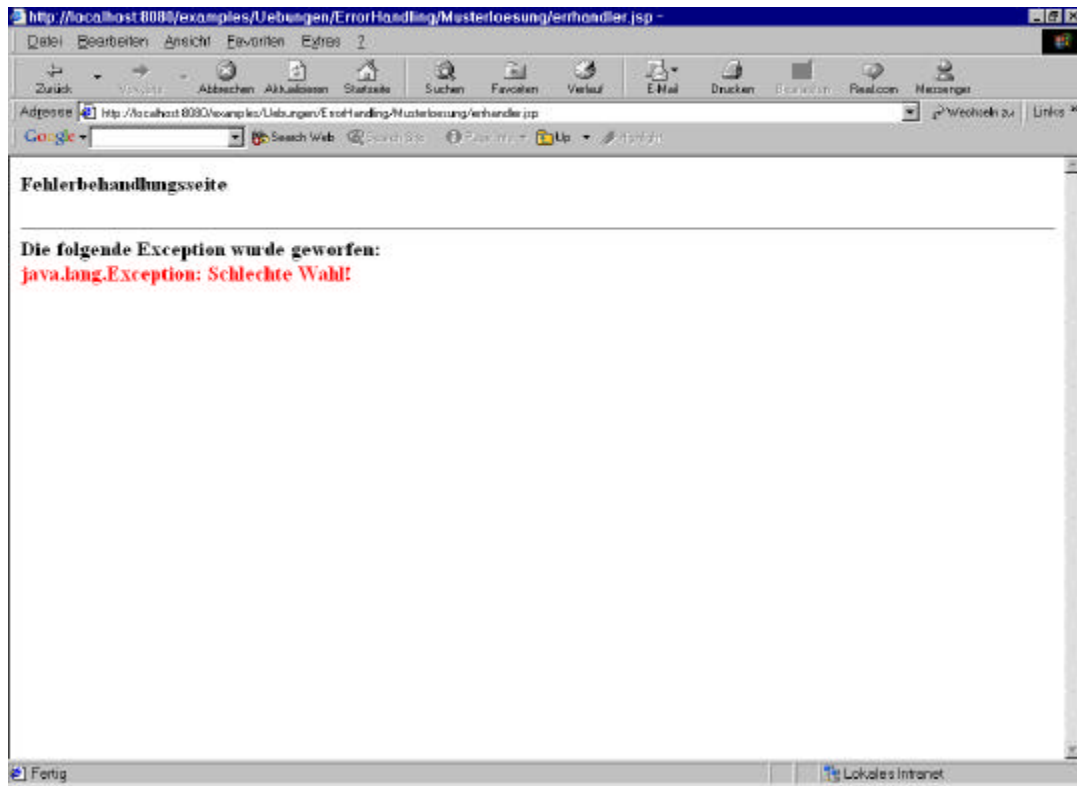 http://localhost:8080/examples/Uebungen/ErrorHandling/Musterloesung/errhandler.jsp -
Datei Bearbeiten Ansicht Favoriten Extras ?
Zurück Abbrechen Aktualisieren Startseite Suchen Favoriten Verlauf E-Mail Drucken Real.com Messenger
Adresse http://localhost:8080/examples/Uebungen/ErrorHandling/Musterloesung/errhandler.jsp Wechseln zu Links »
Google Search Web Up
Fehlerbehandlungsseite
Die folgende Exception wurde geworfen:
java.lang.Exception: Schlechte Wahl!
Fertig Lokales Intranet